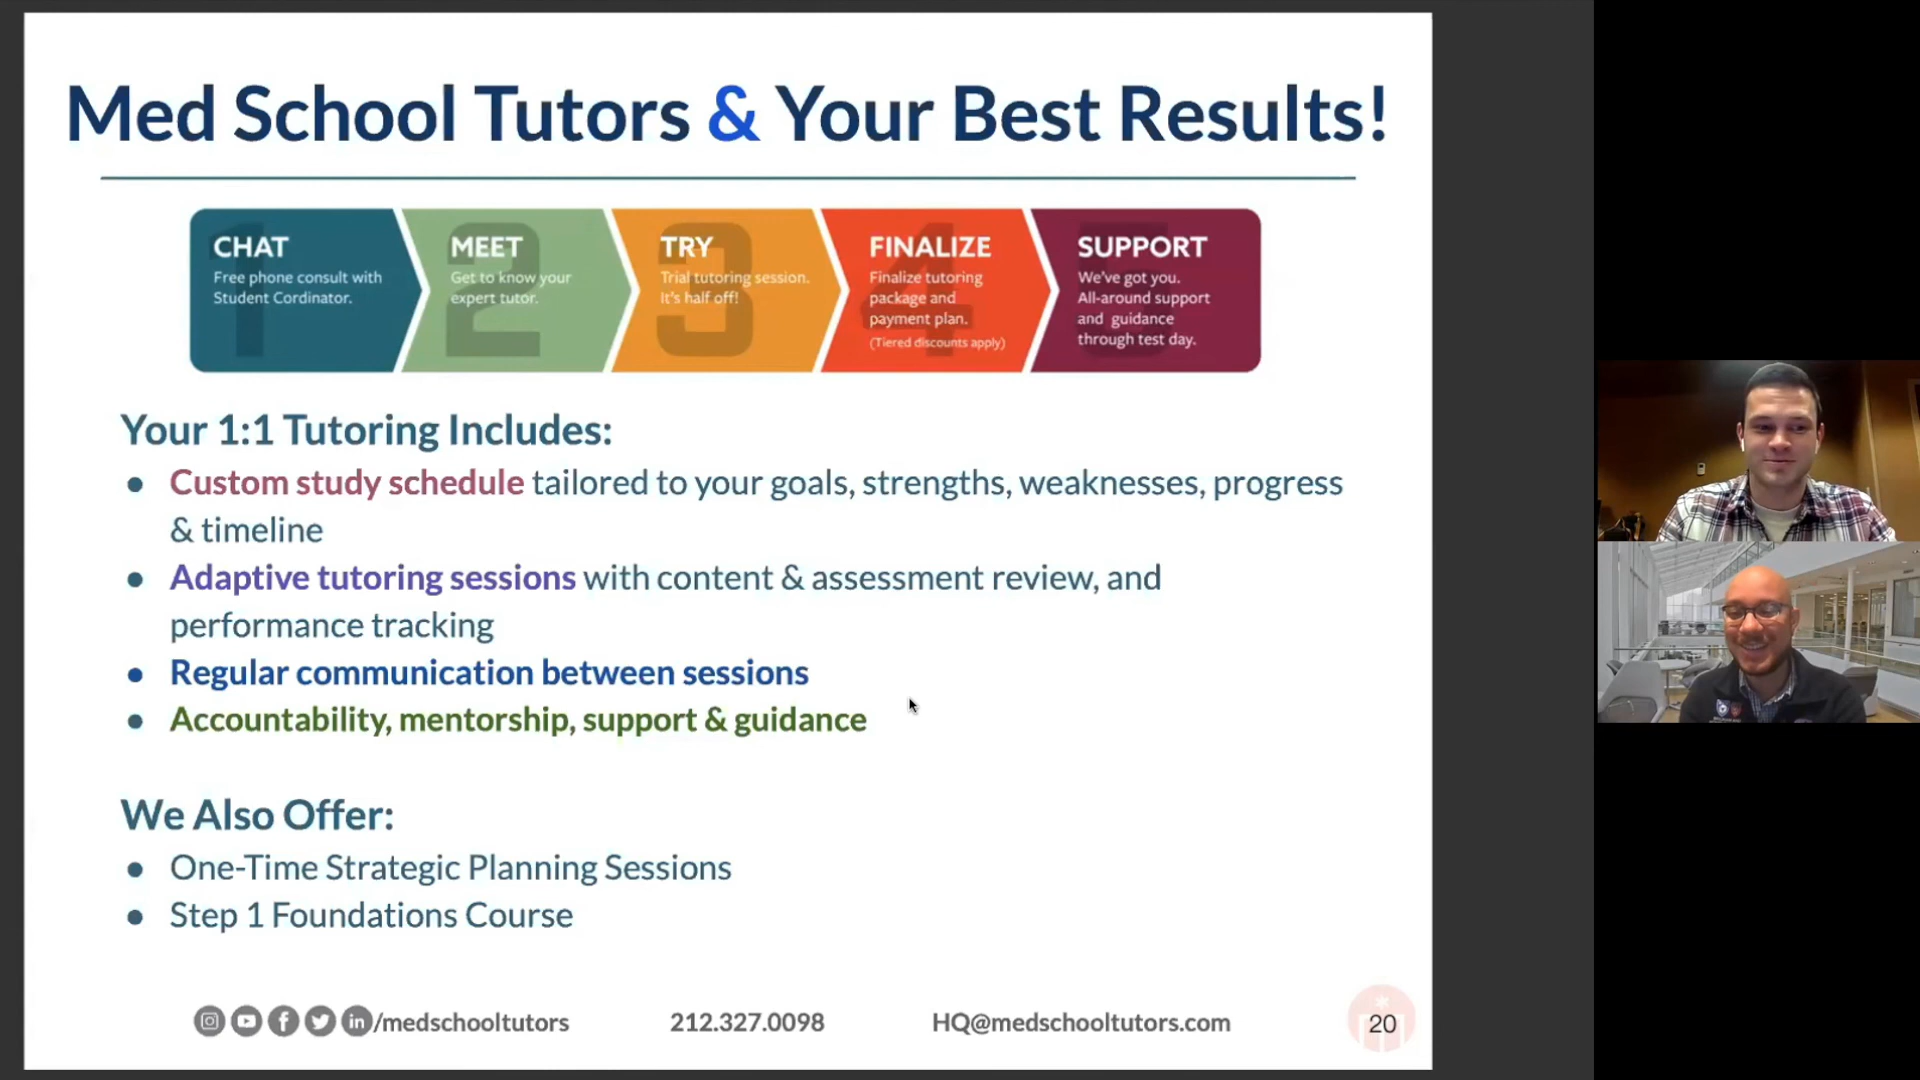 Med School Tutors & Your Best Results!
1
CHAT
Free phone consult with
Student Cordinator.
2
MEET
Get to know your
expert tutor.
3
TRY
Trial tutoring session.
It's half off!
4
FINALIZE
Finalize tutoring
package and
payment plan.
(Tiered discounts apply)
5
SUPPORT
We've got you.
All-around support
and guidance
through test day.
Your 1:1 Tutoring Includes:
● Custom study schedule tailored to your goals, strengths, weaknesses, progress
& timeline
● Adaptive tutoring sessions with content & assessment review, and
performance tracking
● Regular communication between sessions
● Accountability, mentorship, support & guidance
We Also Offer:
● One-Time Strategic Planning Sessions
● Step 1 Foundations Course
/medschooltutors 212.327.0098 HQ@medschooltutors.com 20